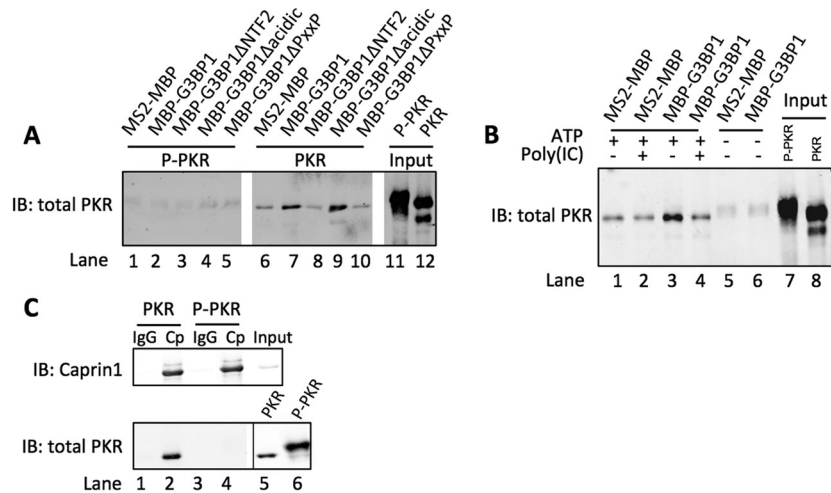 A
MS2-MBP
MBP-G3BP1
MBP-G3BP1ΔNTF2
MBP-G3BP1Δacidic
MBP-G3BP1ΔPxxP
MS2-MBP
MBP-G3BP1
MBP-G3BP1ΔNTF2
MBP-G3BP1Δacidic
MBP-G3BP1ΔPxxP
P-PKR
PKR
P-PKR PKR Input
IB: total PKR
Lane 1 2 3 4 5 6 7 8 9 10 11 12
B
MS2-MBP
MS2-MBP
MBP-G3BP1
MBP-G3BP1
MS2-MBP
MBP-G3BP1
Input
P-PKR
PKR
ATP + + + + - -
Poly(IC) - + - + - -
IB: total PKR
Lane 1 2 3 4 5 6 7 8
C
PKR P-PKR
IgG Cp IgG Cp Input
IB: Caprin1
PKR
P-PKR
IB: total PKR
Lane 1 2 3 4 5 6